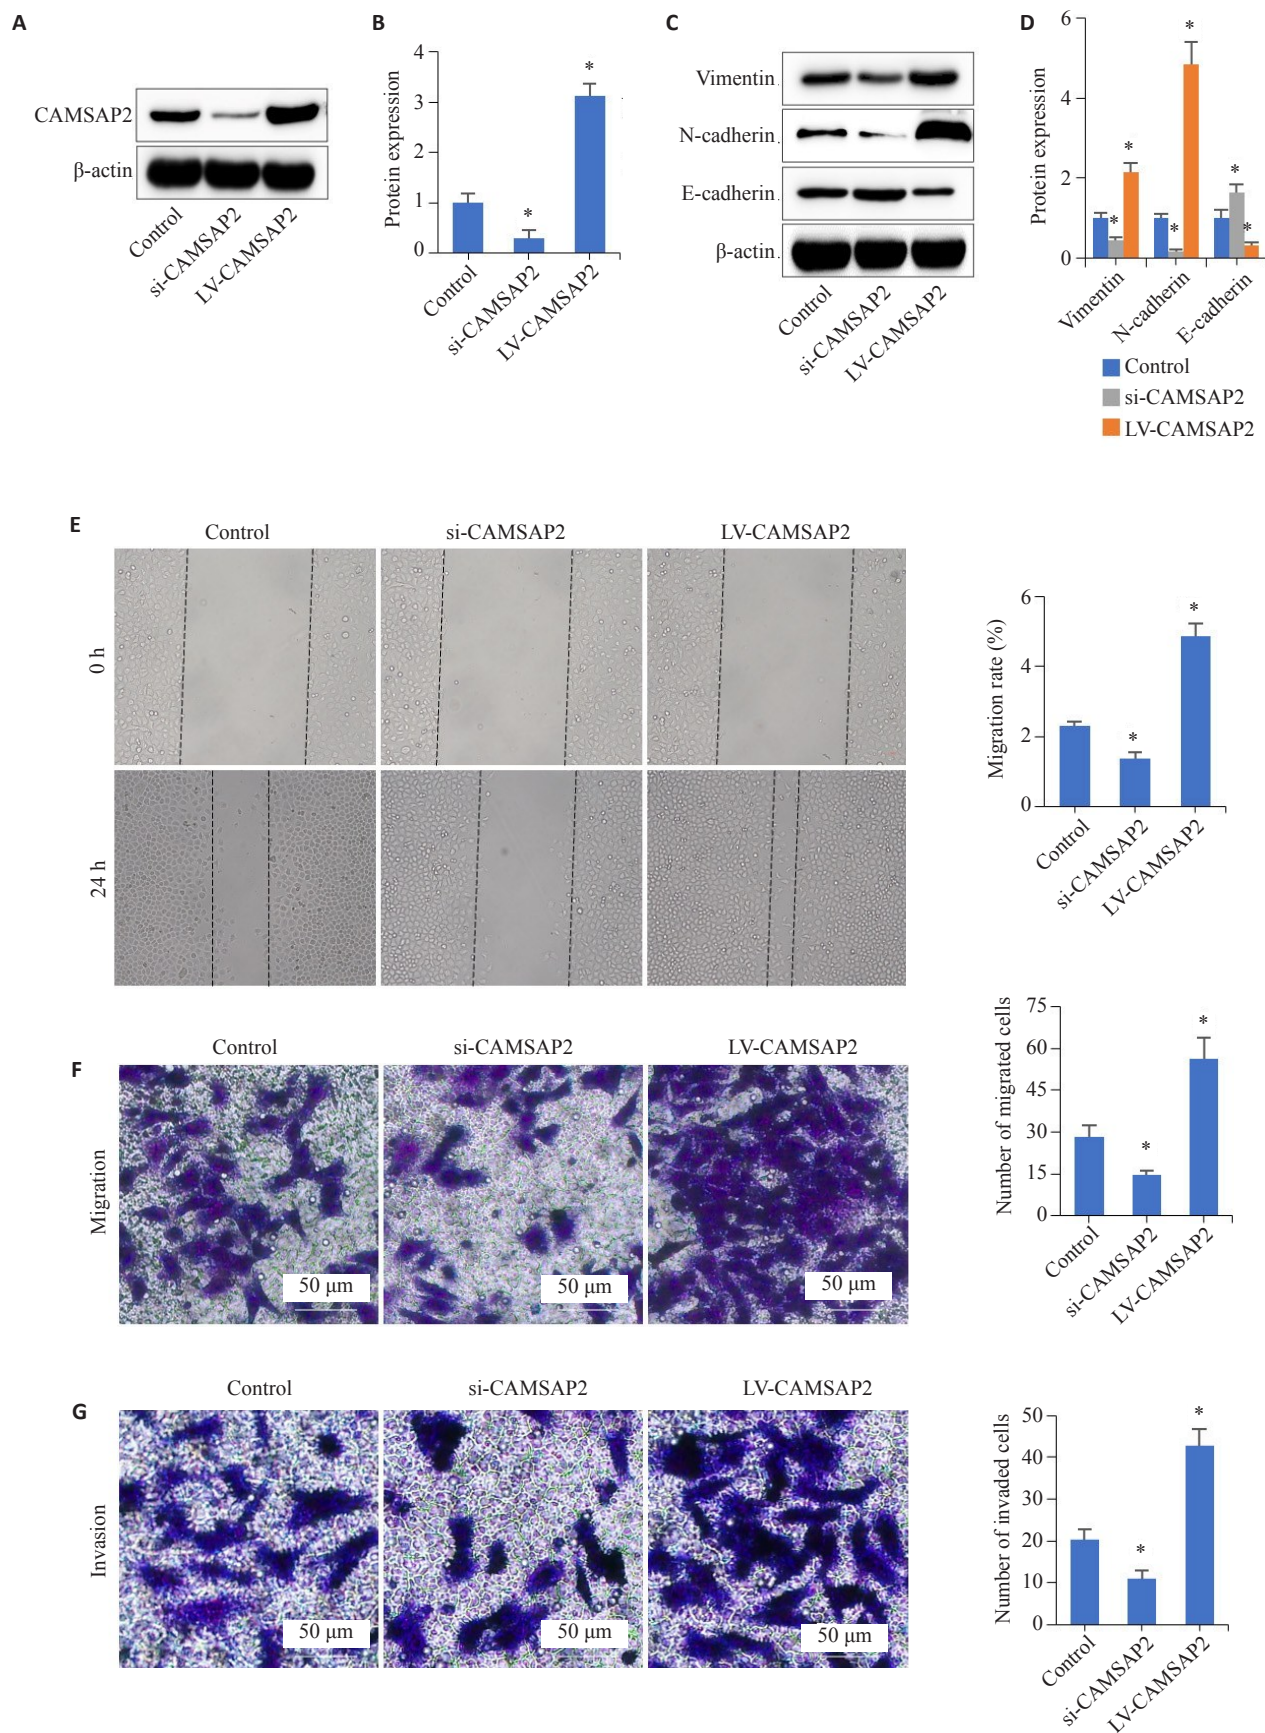 A
CAMSAP2
β-actin
Control
si-CAMSAP2
LV-CAMSAP2
B
Protein expression
4
3
2
1
0
*
*
Control
si-CAMSAP2
LV-CAMSAP2
C
Vimentin
N-cadherin
E-cadherin
β-actin
Control
si-CAMSAP2
LV-CAMSAP2
D
Protein expression
6
4
2
0
*
*
*
*
*
*
Vimentin
N-cadherin
E-cadherin
Control
si-CAMSAP2
LV-CAMSAP2
E
Control
si-CAMSAP2
LV-CAMSAP2
0 h
24 h
Migration rate (%)
6
4
2
0
*
*
Control
si-CAMSAP2
LV-CAMSAP2
F
Control
si-CAMSAP2
LV-CAMSAP2
Migration
50 μm
50 μm
50 μm
Number of migrated cells
75
60
45
30
15
0
*
*
Control
si-CAMSAP2
LV-CAMSAP2
G
Control
si-CAMSAP2
LV-CAMSAP2
Invasion
50 μm
50 μm
50 μm
Number of invaded cells
50
40
30
20
10
0
*
*
Control
si-CAMSAP2
LV-CAMSAP2